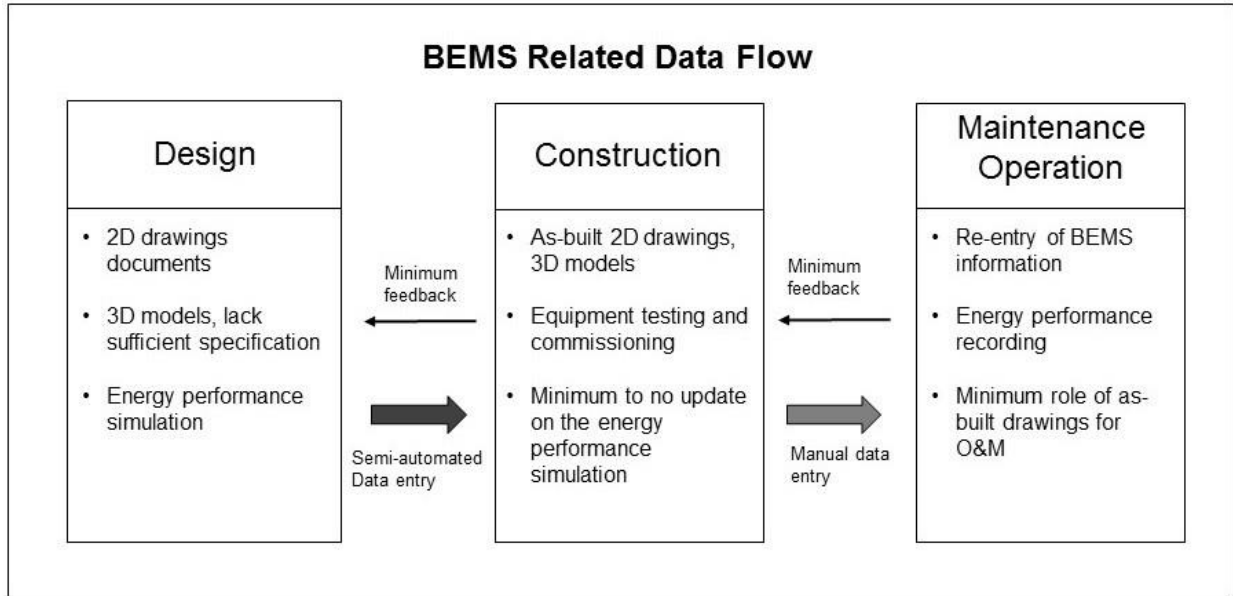 BEMS Related Data Flow
Design
• 2D drawings
documents
• 3D models, lack
sufficient specification
• Energy performance
simulation
Minimum
feedback
Semi-automated
Data entry
Construction
• As-built 2D drawings,
3D models
• Equipment testing and
commissioning
• Minimum to no update
on the energy
performance
simulation
Minimum
feedback
Manual data
entry
Maintenance
Operation
• Re-entry of BEMS
information
• Energy performance
recording
• Minimum role of as-
built drawings for
O&M